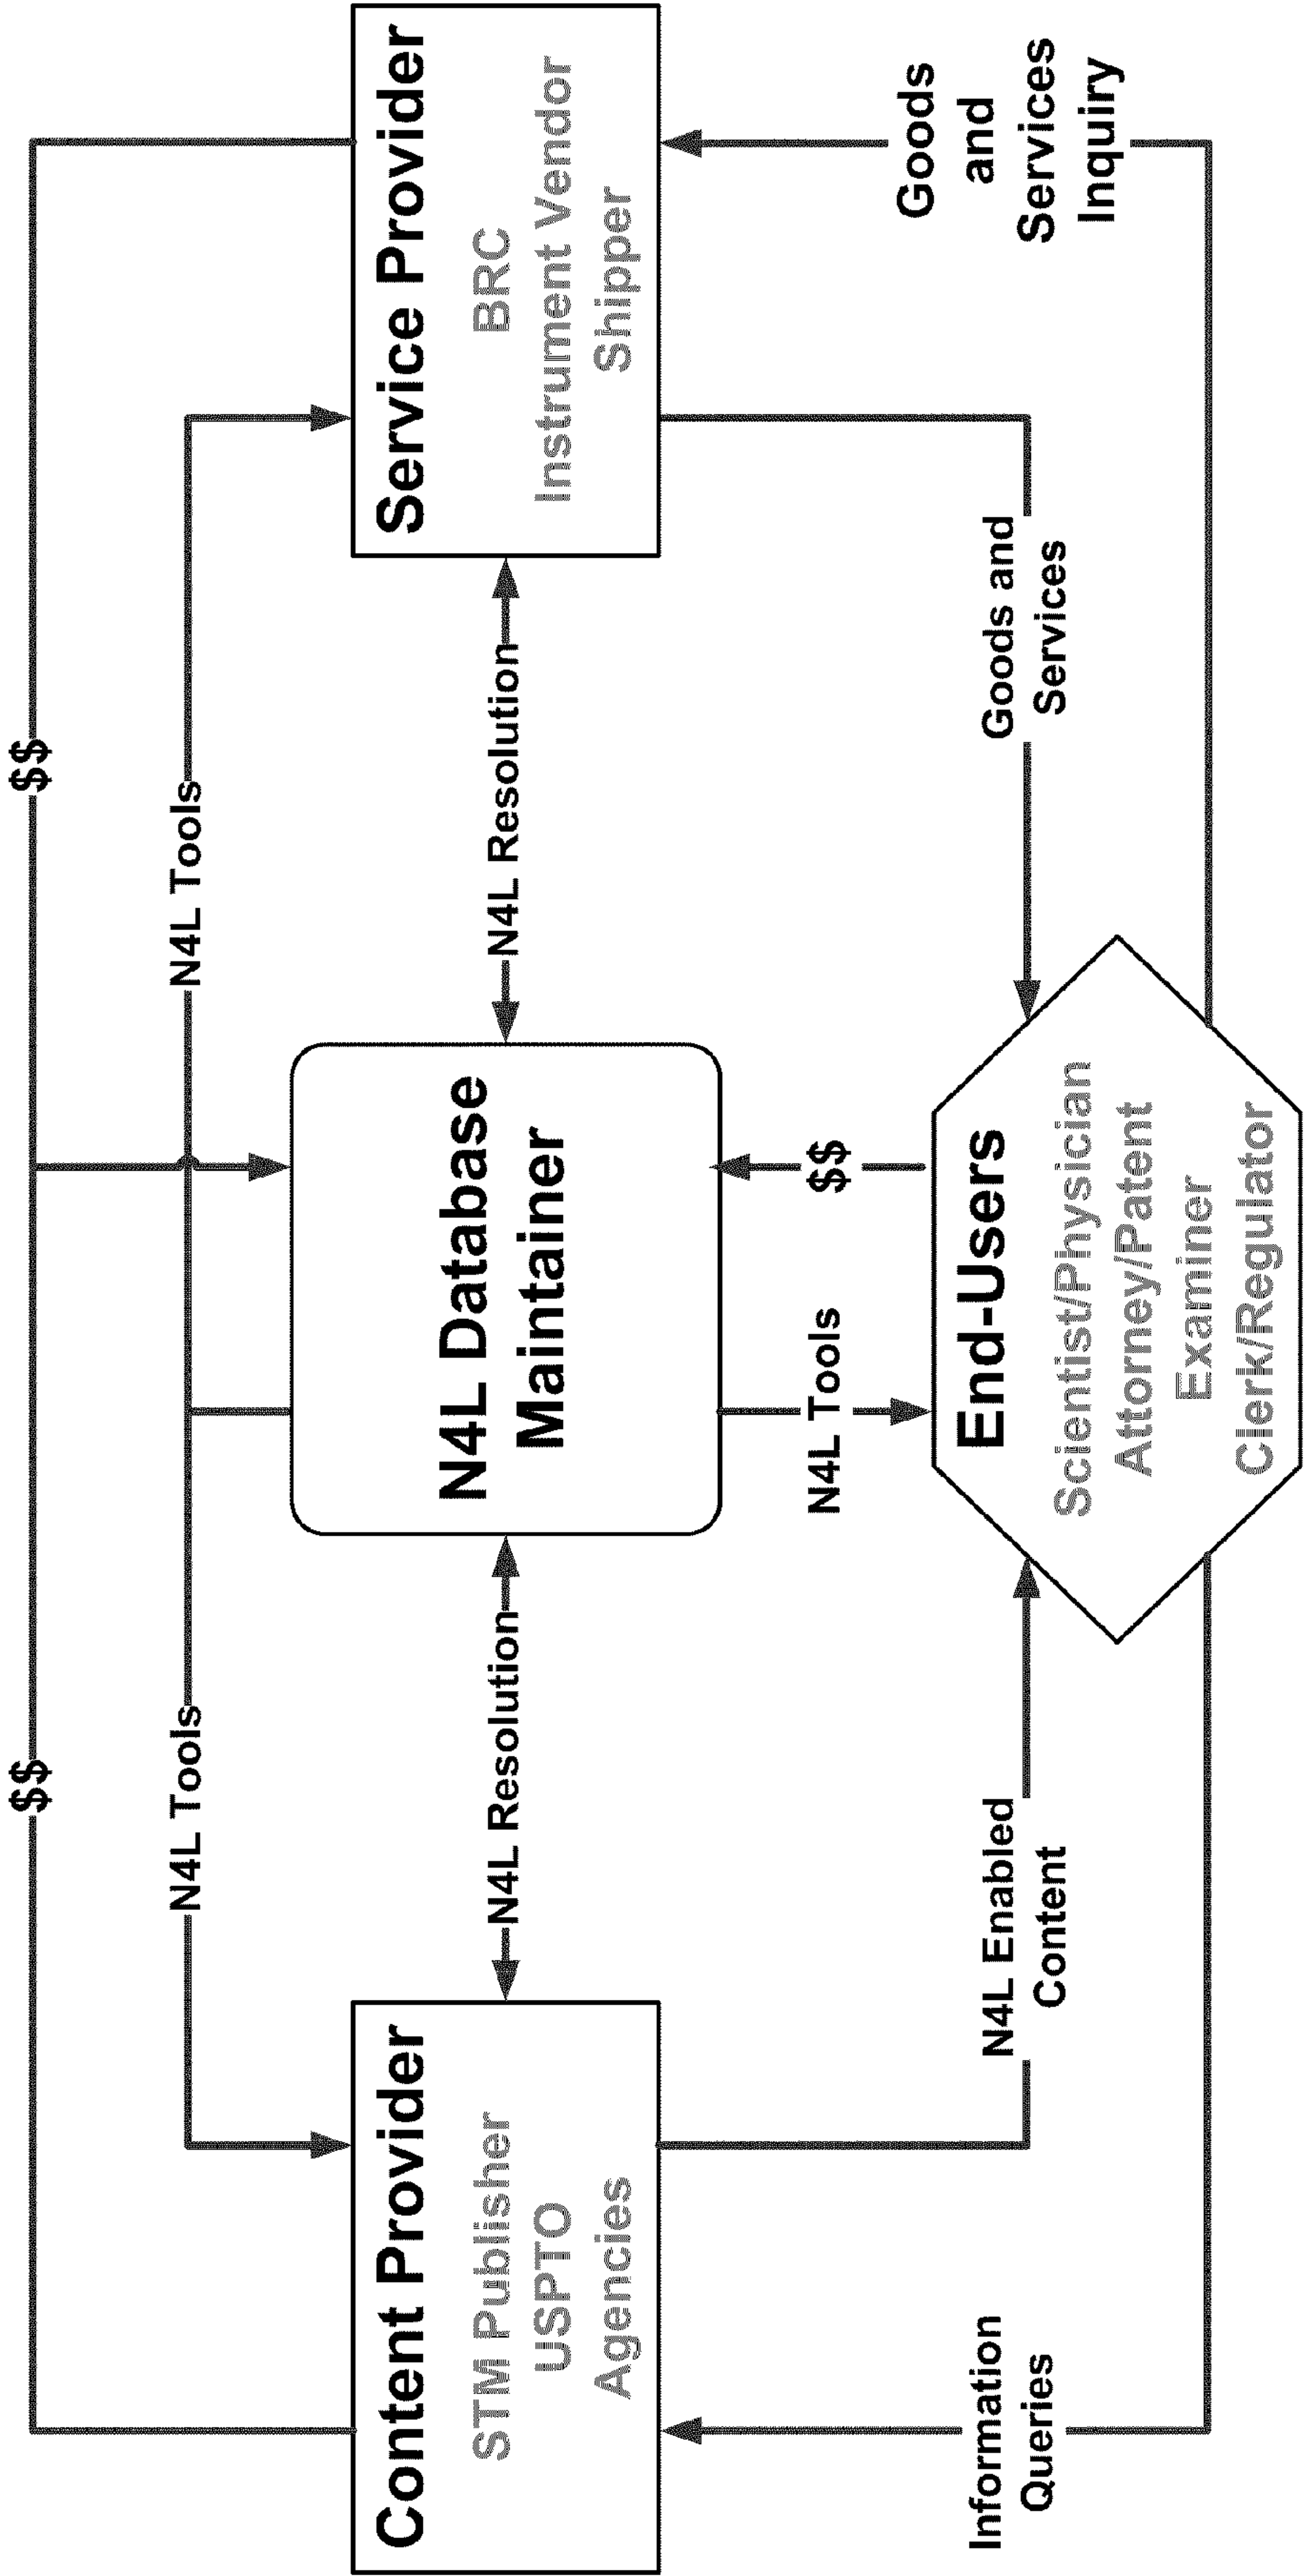 $$
$$
N4L Tools
N4L Tools
Content Provider
STM Publisher
USPTO
Agencies
N4L Resolution
N4L Database
Maintainer
N4L Resolution
Service Provider
BRC
Instrument Vendor
Shipper
Information
Queries
N4L Enabled
Content
N4L Tools
$$
Goods and
Services
Goods
and
Services
Inquiry
End-Users
Scientist/Physician
Attorney/Patent
Examiner
Clerk/Regulator